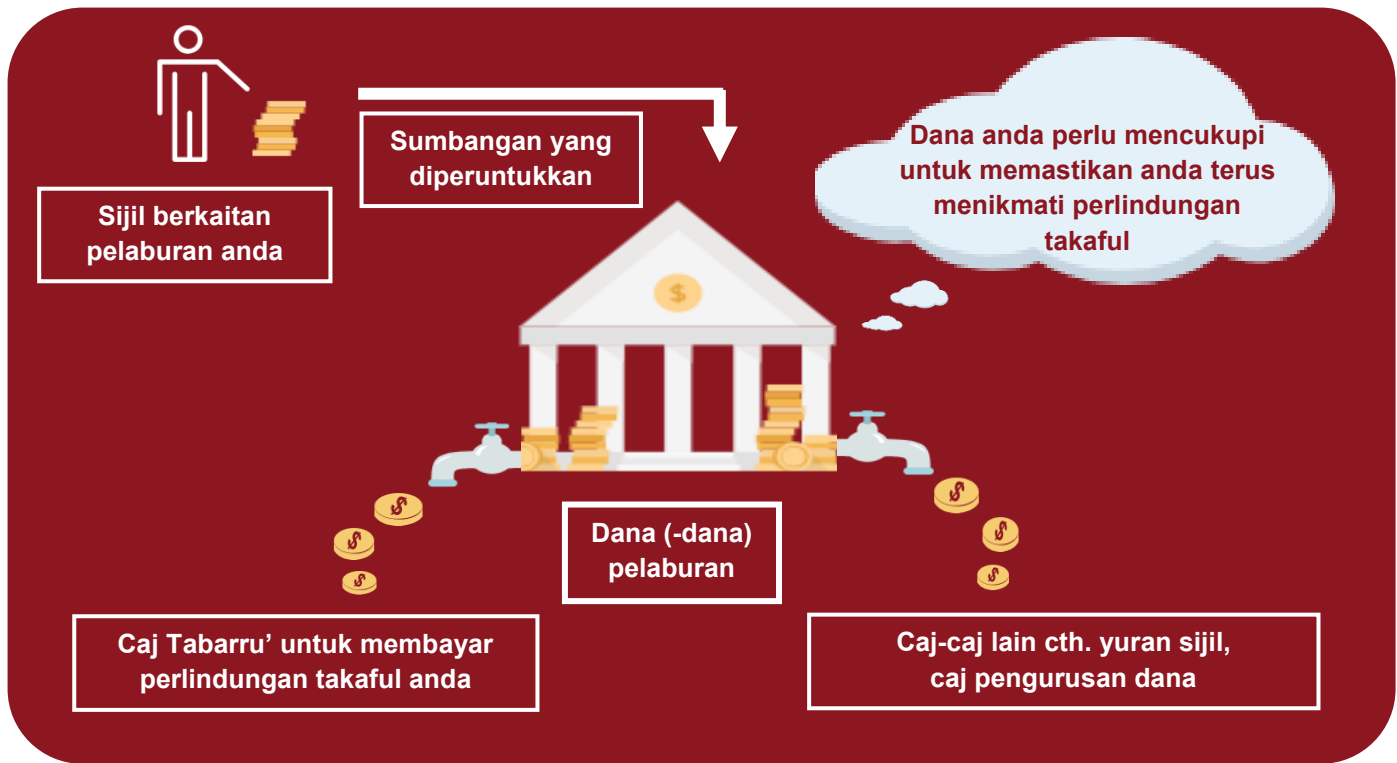 Sumbangan yang
diperuntukkan
Dana anda perlu mencukupi
untuk memastikan anda terus
menikmati perlindungan
takaful
Sijil berkaitan
pelaburan anda
$
Dana (-dana)
pelaburan
$
$
$
$
$
$
Caj Tabarru’ untuk membayar
perlindungan takaful anda
Caj-caj lain cth. yuran sijil,
caj pengurusan dana